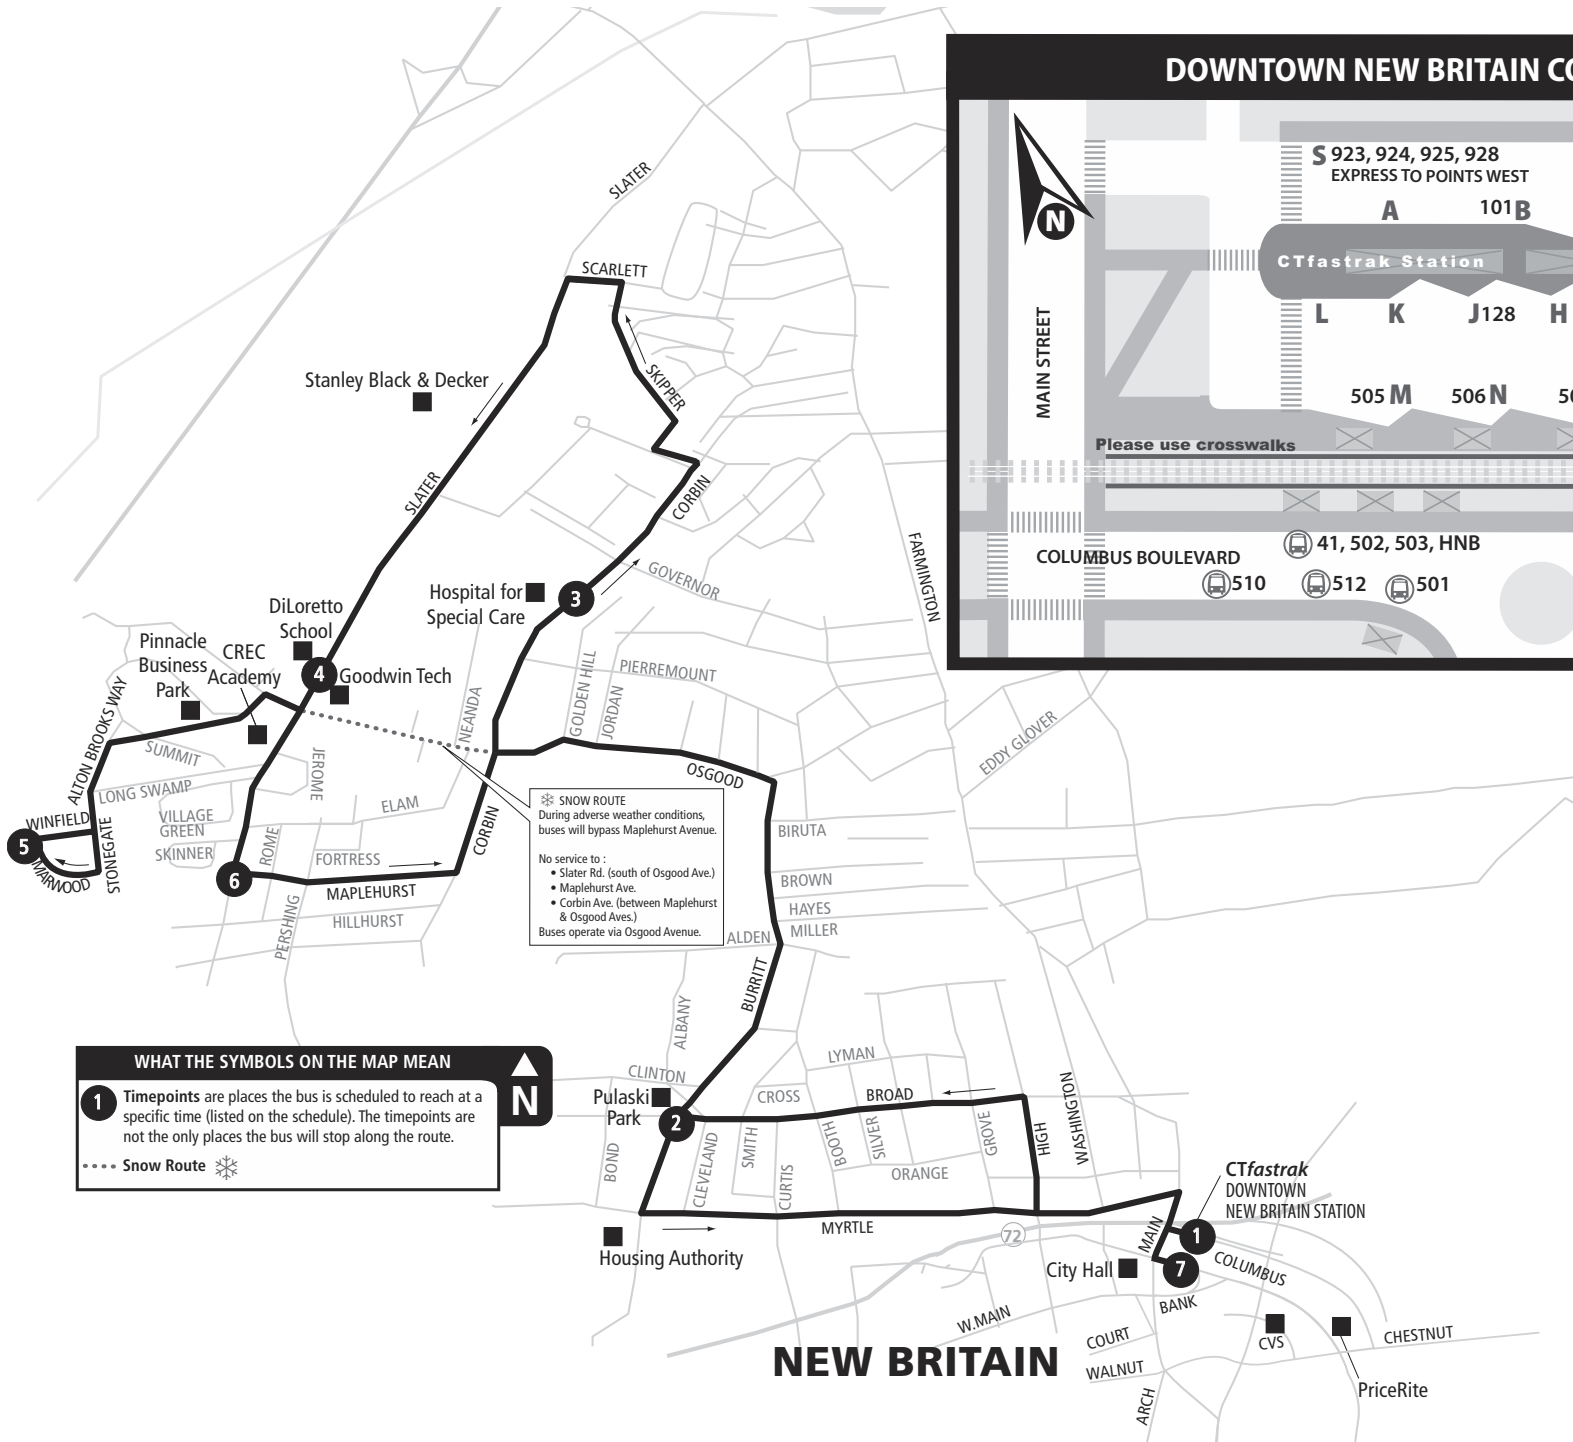 DOWNTOWN NEW BRITAIN CO
S 923, 924, 925, 928
EXPRESS TO POINTS WEST
A
101 B
N
CTfastrak Station
L
K
J 128
H
MAIN STREET
505 M
506 N
50
Please use crosswalks
41, 502, 503, HNB
COLUMBUS BOULEVARD
510
512
501
SLATER
SCARLETT
SKIPPER
Stanley Black & Decker
SLATER
CORBIN
FARMINGTON
GOVERNOR
Hospital for
Special Care
3
DiLoretto
School
Pinnacle
Business
Park
CREC
Academy
4
Goodwin Tech
PIERREMOUNT
GOLDEN HILL
JORDAN
NEANDA
ALTON BROOKS WAY
SUMMIT
JEROME
EDDY GLOVER
OSGOOD
LONG SWAMP
ELAM
CORBIN
WINFIELD
VILLAGE
GREEN
SKINNER
ROME
5
MARWOOD
STONEGATE
6
FORTRESS
MAPLEHURST
HILLHURST
PERSHING
SNOW ROUTE
During adverse weather conditions,
buses will bypass Maplehurst Avenue.
No service to :
• Slater Rd. (south of Osgood Ave.)
• Maplehurst Ave.
• Corbin Ave. (between Maplehurst
& Osgood Aves.)
Buses operate via Osgood Avenue.
BIRUTA
BROWN
HAYES
MILLER
ALDEN
BURRITT
ALBANY
WHAT THE SYMBOLS ON THE MAP MEAN
N
1
Timepoints are places the bus is scheduled to reach at a
specific time (listed on the schedule). The timepoints are
not the only places the bus will stop along the route.
Snow Route
CLINTON
LYMAN
Pulaski
Park
2
CROSS
BROAD
WASHINGTON
BOND
CLEVELAND
SMITH
CURTIS
BOOTH
SILVER
ORANGE
GROVE
HIGH
MYRTLE
Housing Authority
72
CTfastrak
DOWNTOWN
NEW BRITAIN STATION
MAIN
1
City Hall
7
COLUMBUS
BANK
W.MAIN
COURT
WALNUT
CVS
CHESTNUT
NEW BRITAIN
ARCH
PriceRite